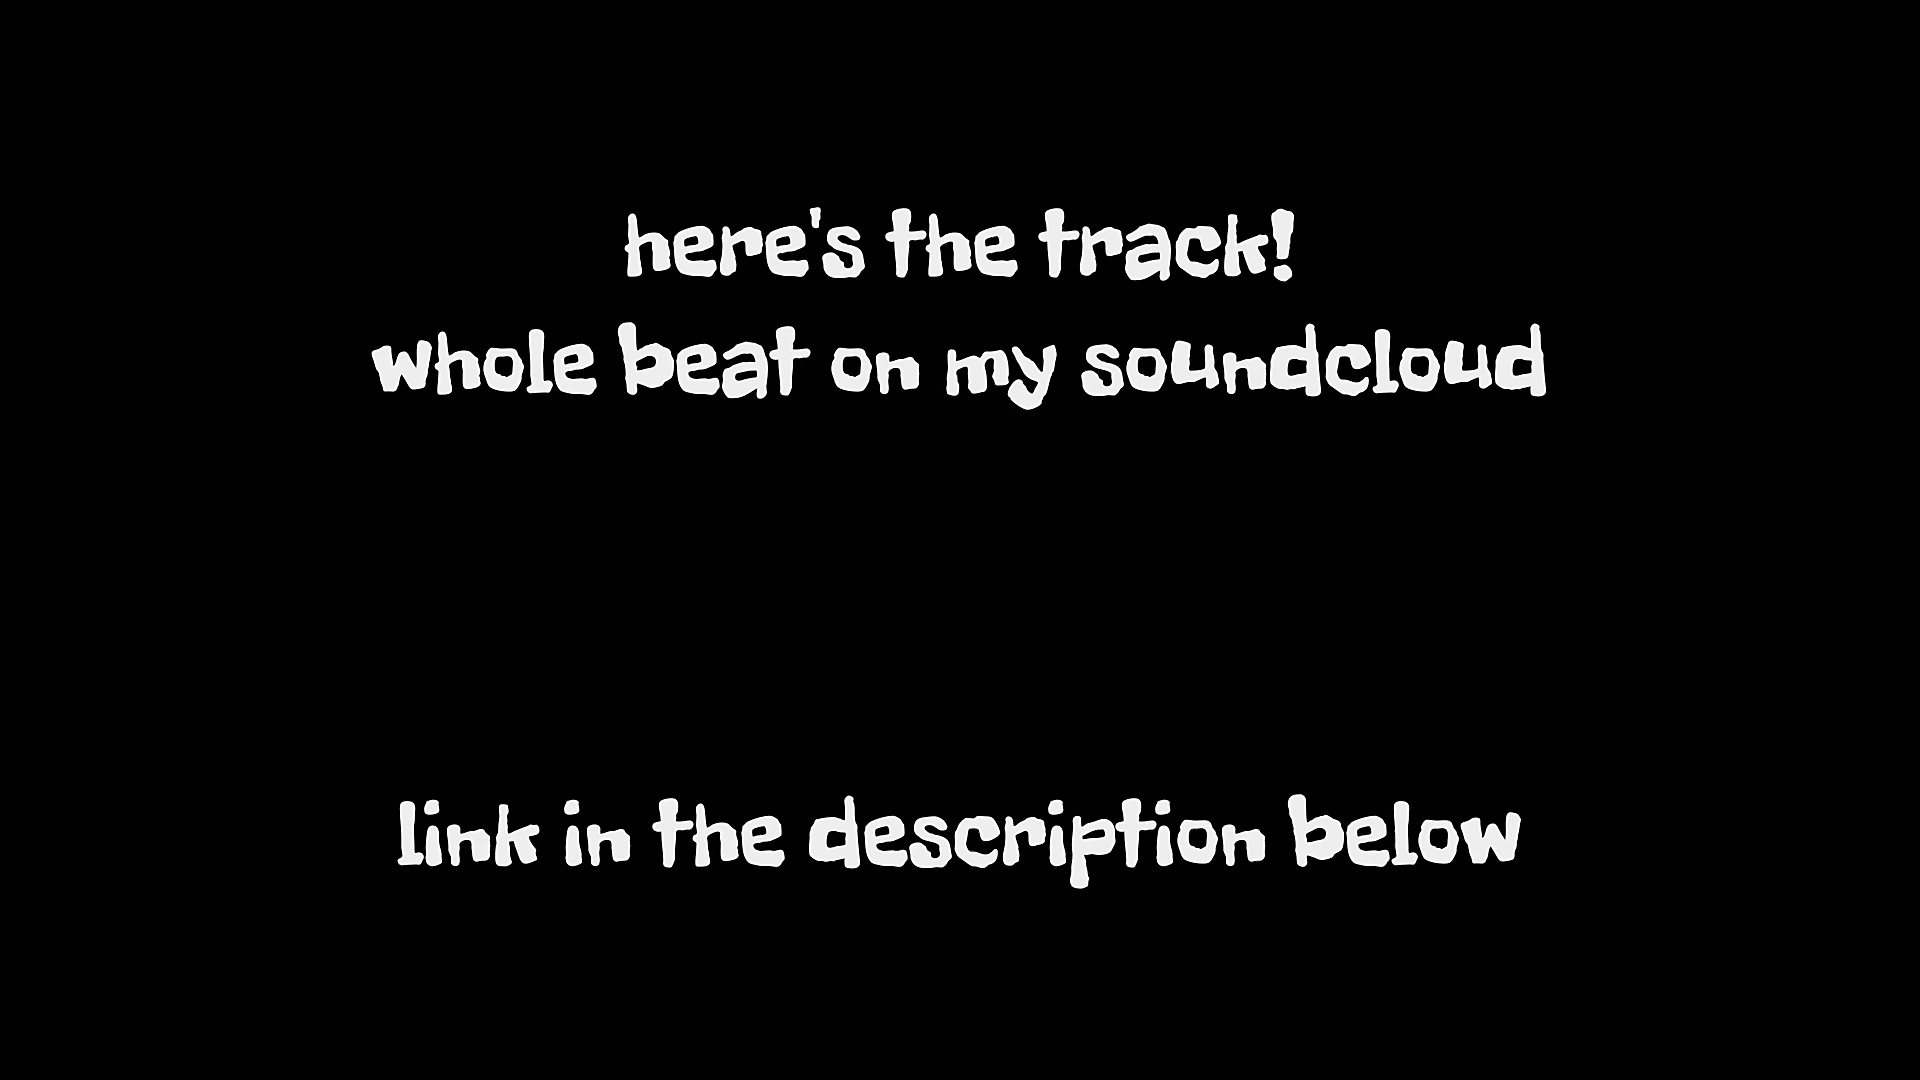 here's the track!
whole beat on my soundcloud
link in the description below